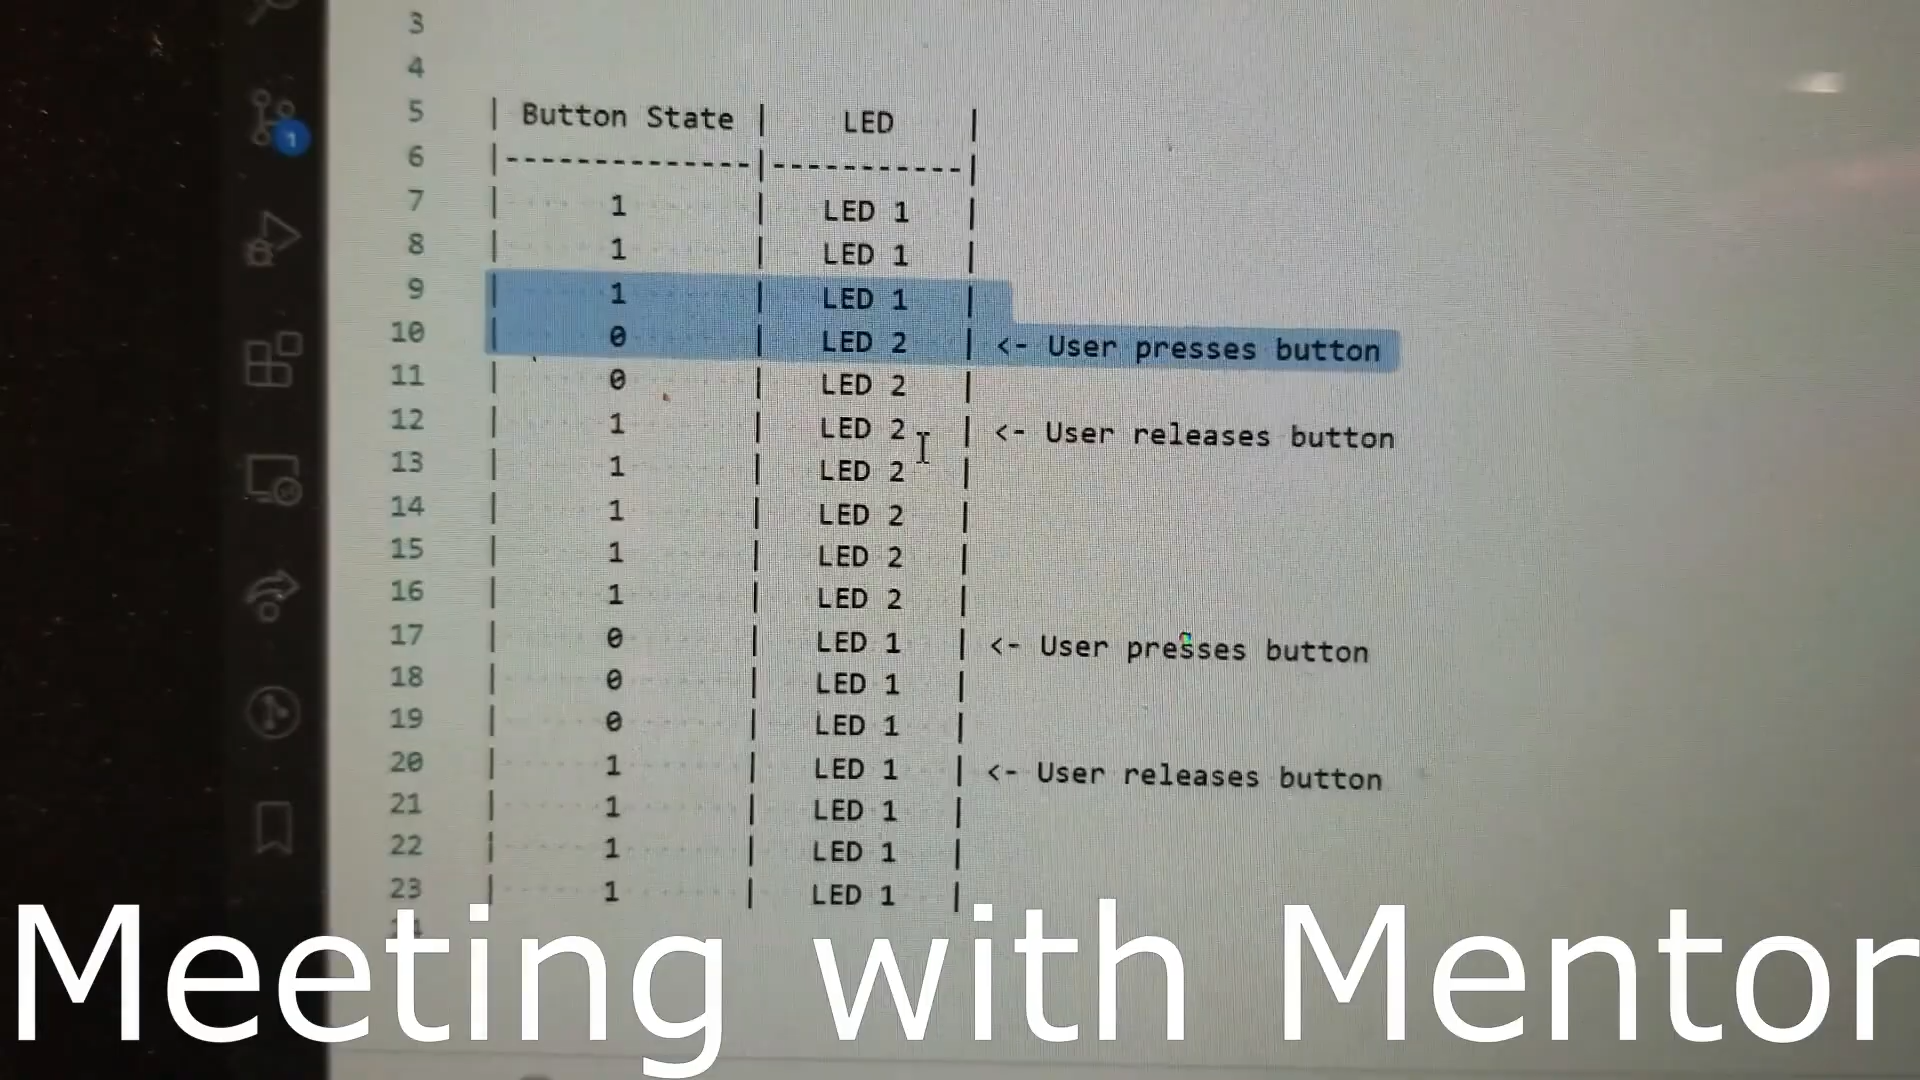 3
4
5 | Button State | LED |
6 |--------------|-----------|
7 | 1 | LED 1 |
8 | 1 | LED 1 |
9 | 1 | LED 1 |
10 | 0 | LED 2 | <- User presses button
11 | 0 | LED 2 |
12 | 1 | LED 2 | <- User releases button
13 | 1 | LED 2 |
14 | 1 | LED 2 |
15 | 1 | LED 2 |
16 | 1 | LED 2 |
17 | 0 | LED 1 | <- User presses button
18 | 0 | LED 1 |
19 | 0 | LED 1 |
20 | 1 | LED 1 | <- User releases button
21 | 1 | LED 1 |
22 | 1 | LED 1 |
23 | 1 | LED 1 |
1
Meeting with Mentor